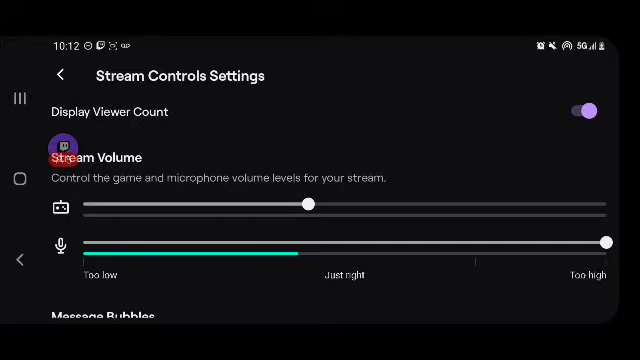 10:12
5G
Stream Controls Settings
Display Viewer Count
Stream Volume
Control the game and microphone volume levels for your stream.
Too low Just right Too high
Message Bubbles